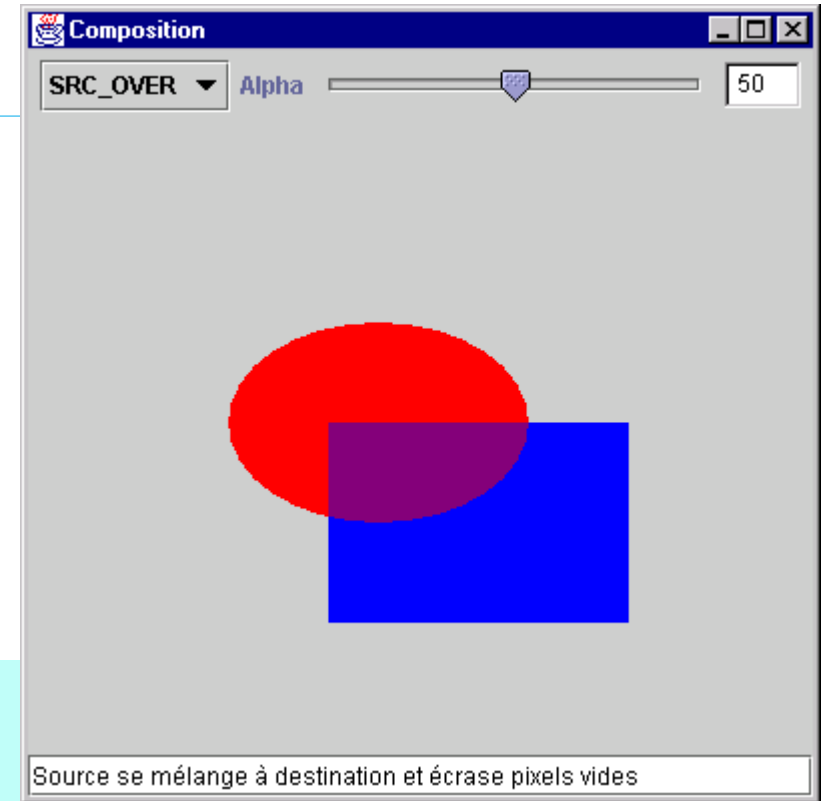 Composition
SRC_OVER Alpha 50
Source se mélange à destination et écrase pixels vides